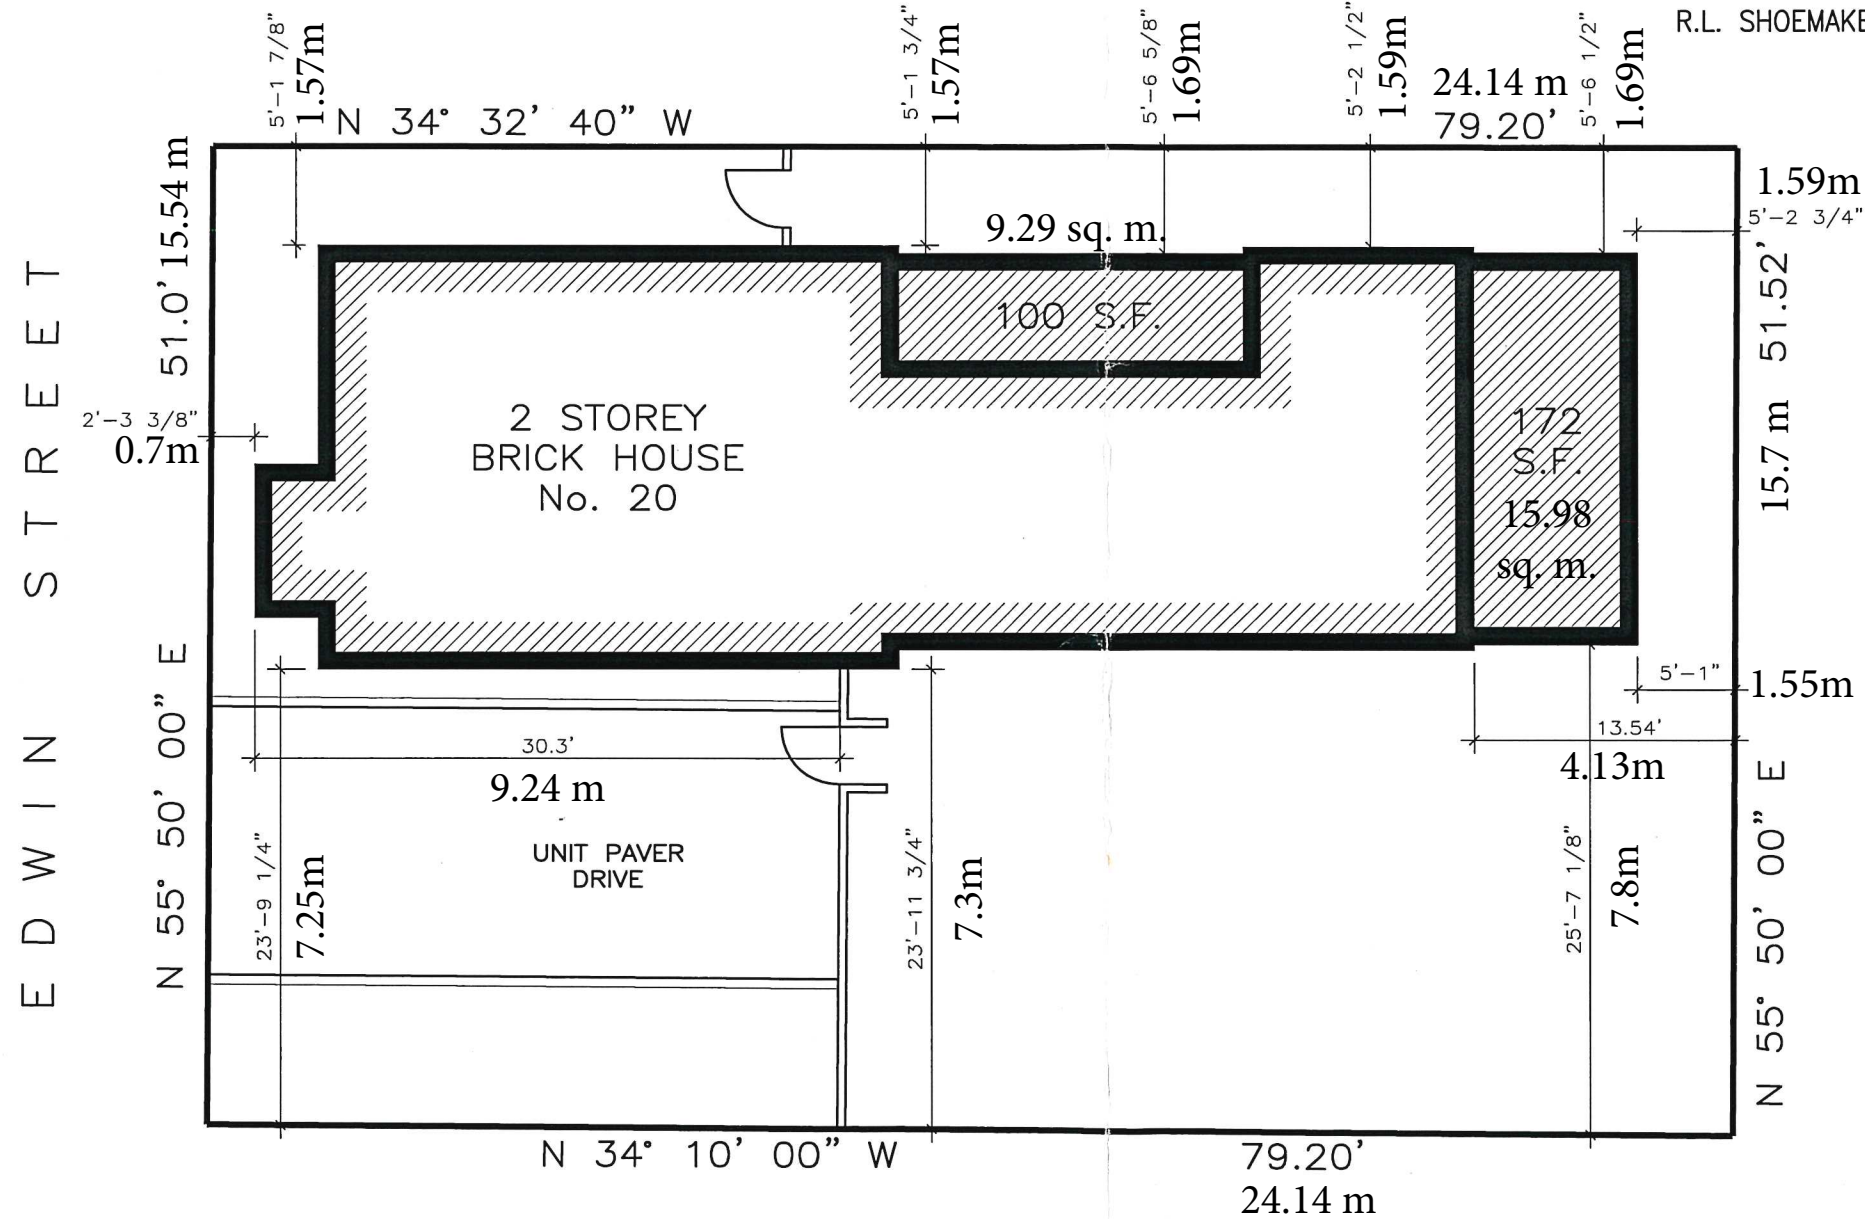 R.L. SHOEMAKE
5'-1 7/8"
1.57m
5'-1 3/4"
1.57m
5'-6 5/8"
1.69m
5'-2 1/2"
1.59m
5'-6 1/2"
1.69m
24.14 m
79.20'
N 34° 32' 40" W
51.0' 15.54 m
1.59m
5'-2 3/4"
9.29 sq. m.
100 S.F.
15.7 m 51.52'
2'-3 3/8"
0.7m
2 STOREY
BRICK HOUSE
No. 20
172
S.F.
15.98
sq. m.
EDWIN STREET
N 55° 50' 00" E
5'-1"
1.55m
13.54'
4.13m
30.3'
9.24 m
UNIT PAVER
DRIVE
23'-9 1/4"
7.25m
23'-11 3/4"
7.3m
25'-7 1/8"
7.8m
N 55° 50' 00" E
N 34° 10' 00" W
79.20'
24.14 m